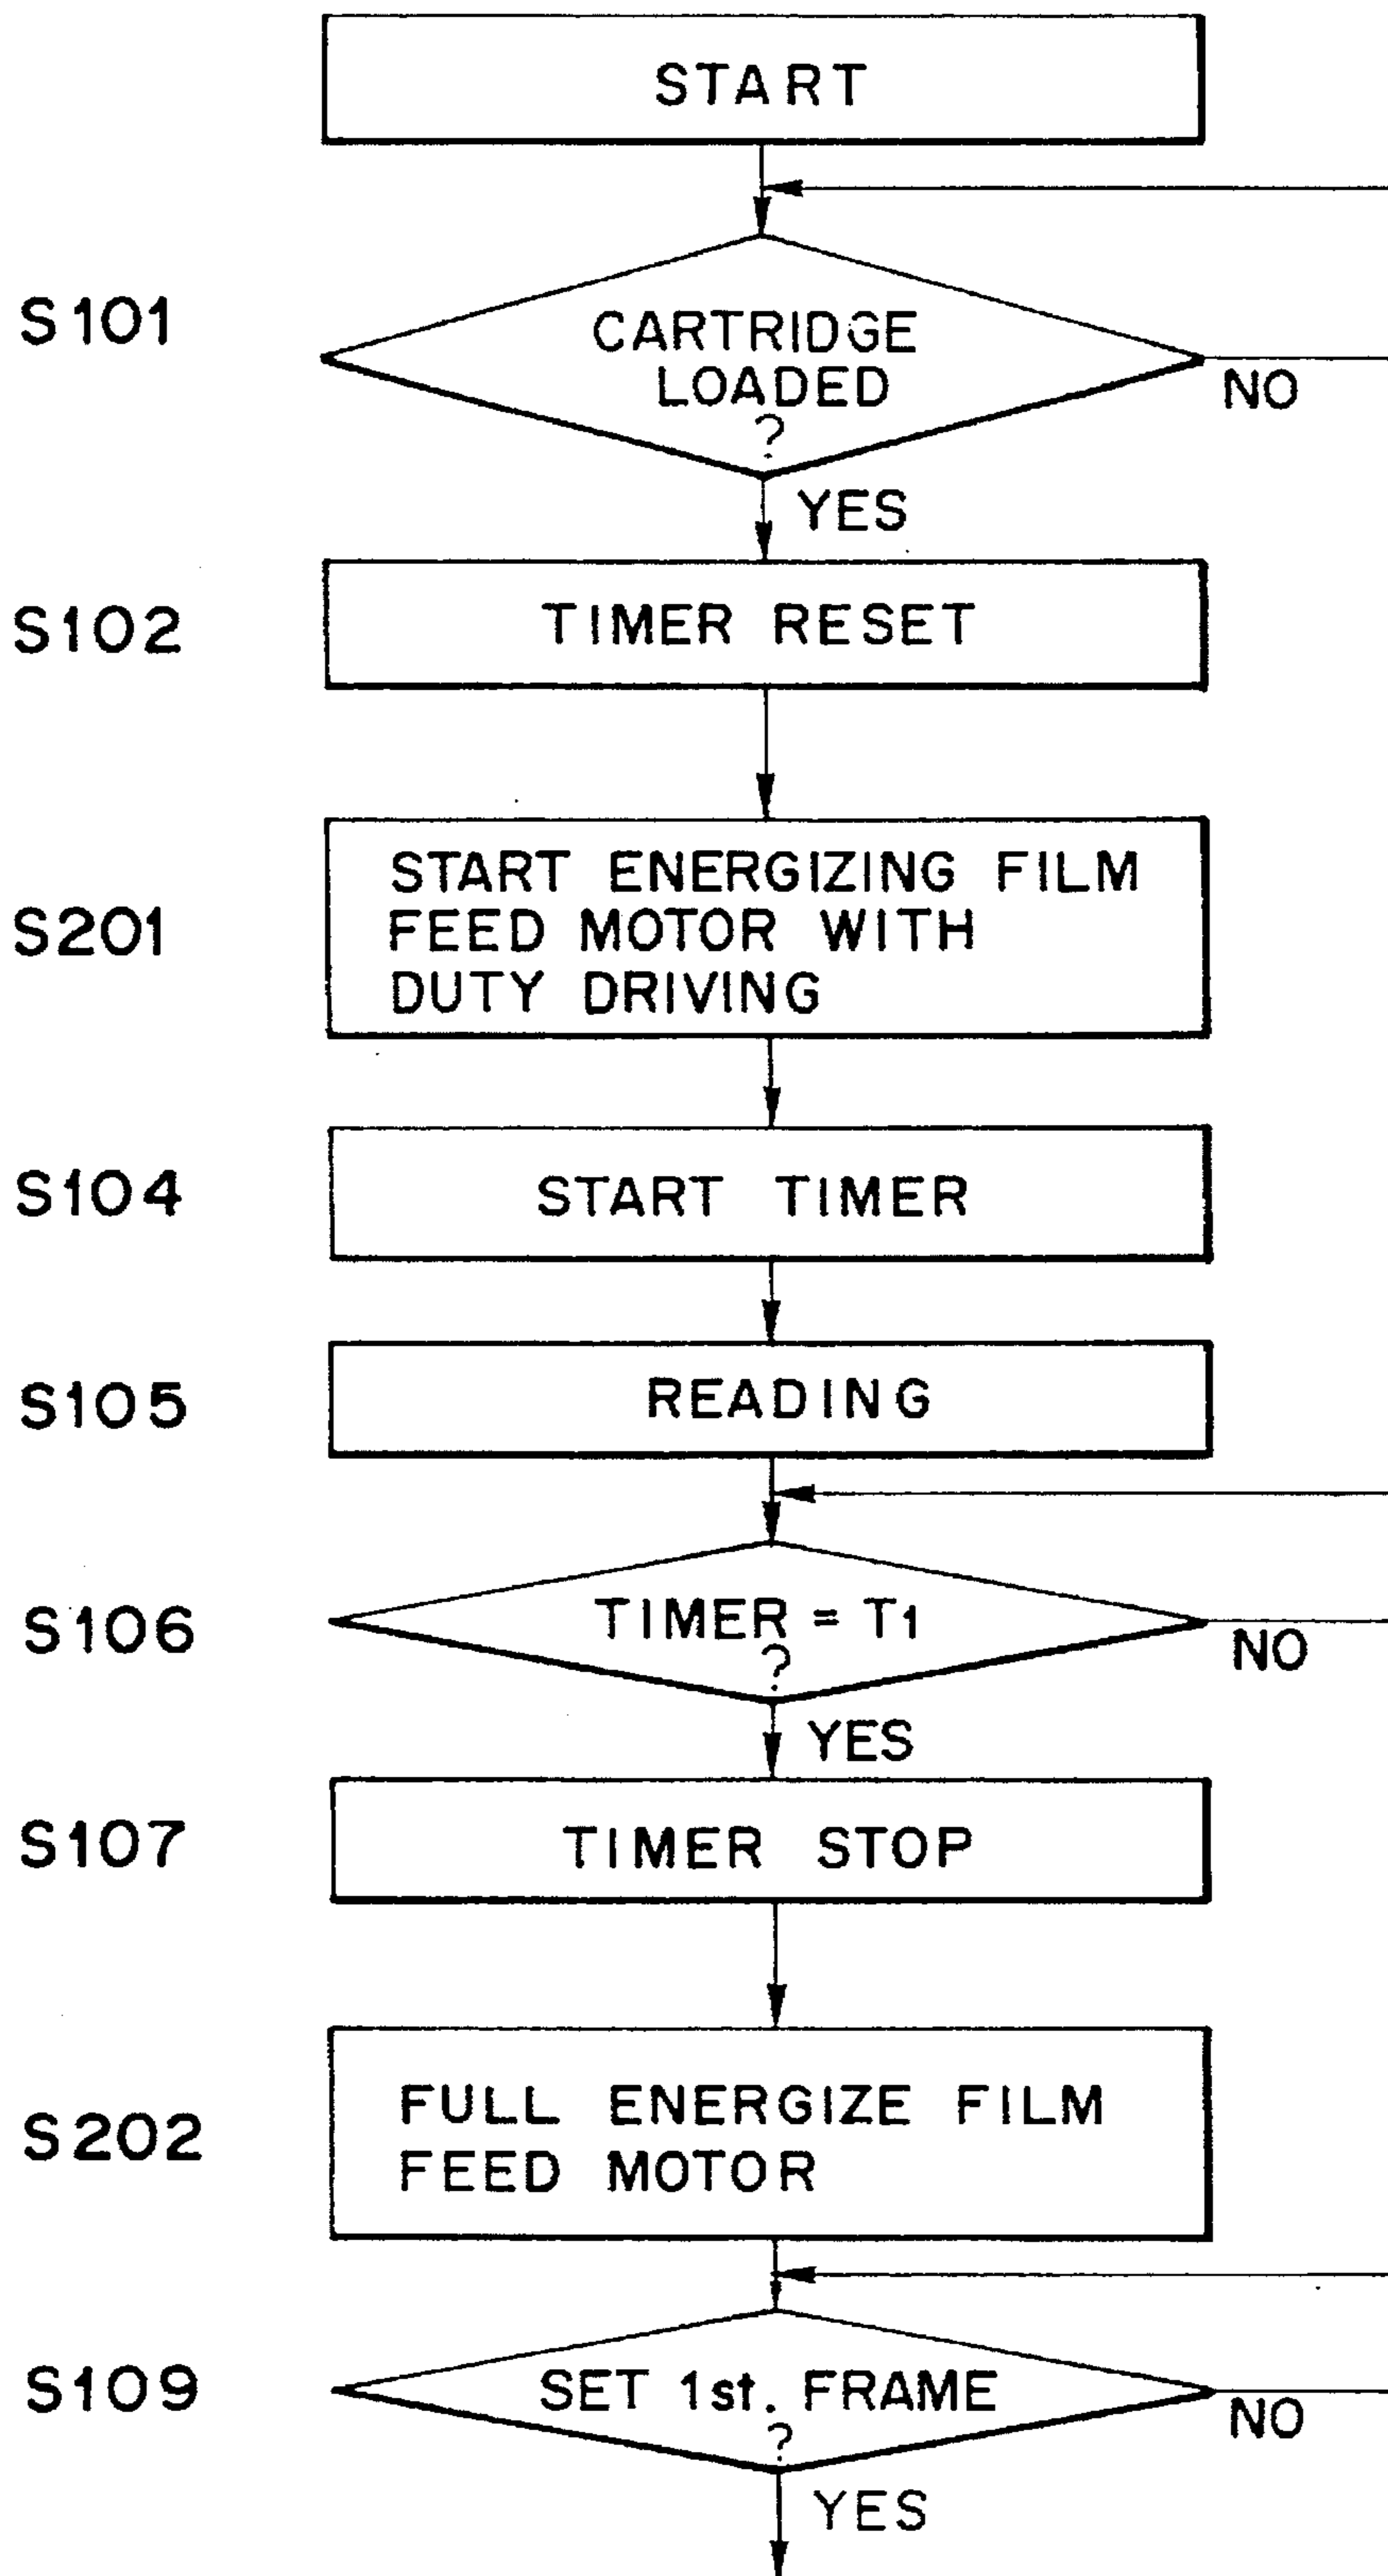 START
S101
CARTRIDGE
LOADED
?
NO
YES
S102
TIMER RESET
S201
START ENERGIZING FILM
FEED MOTOR WITH
DUTY DRIVING
S104
START TIMER
S105
READING
S106
TIMER = T1
?
NO
YES
S107
TIMER STOP
S202
FULL ENERGIZE FILM
FEED MOTOR
S109
SET 1st. FRAME
?
NO
YES